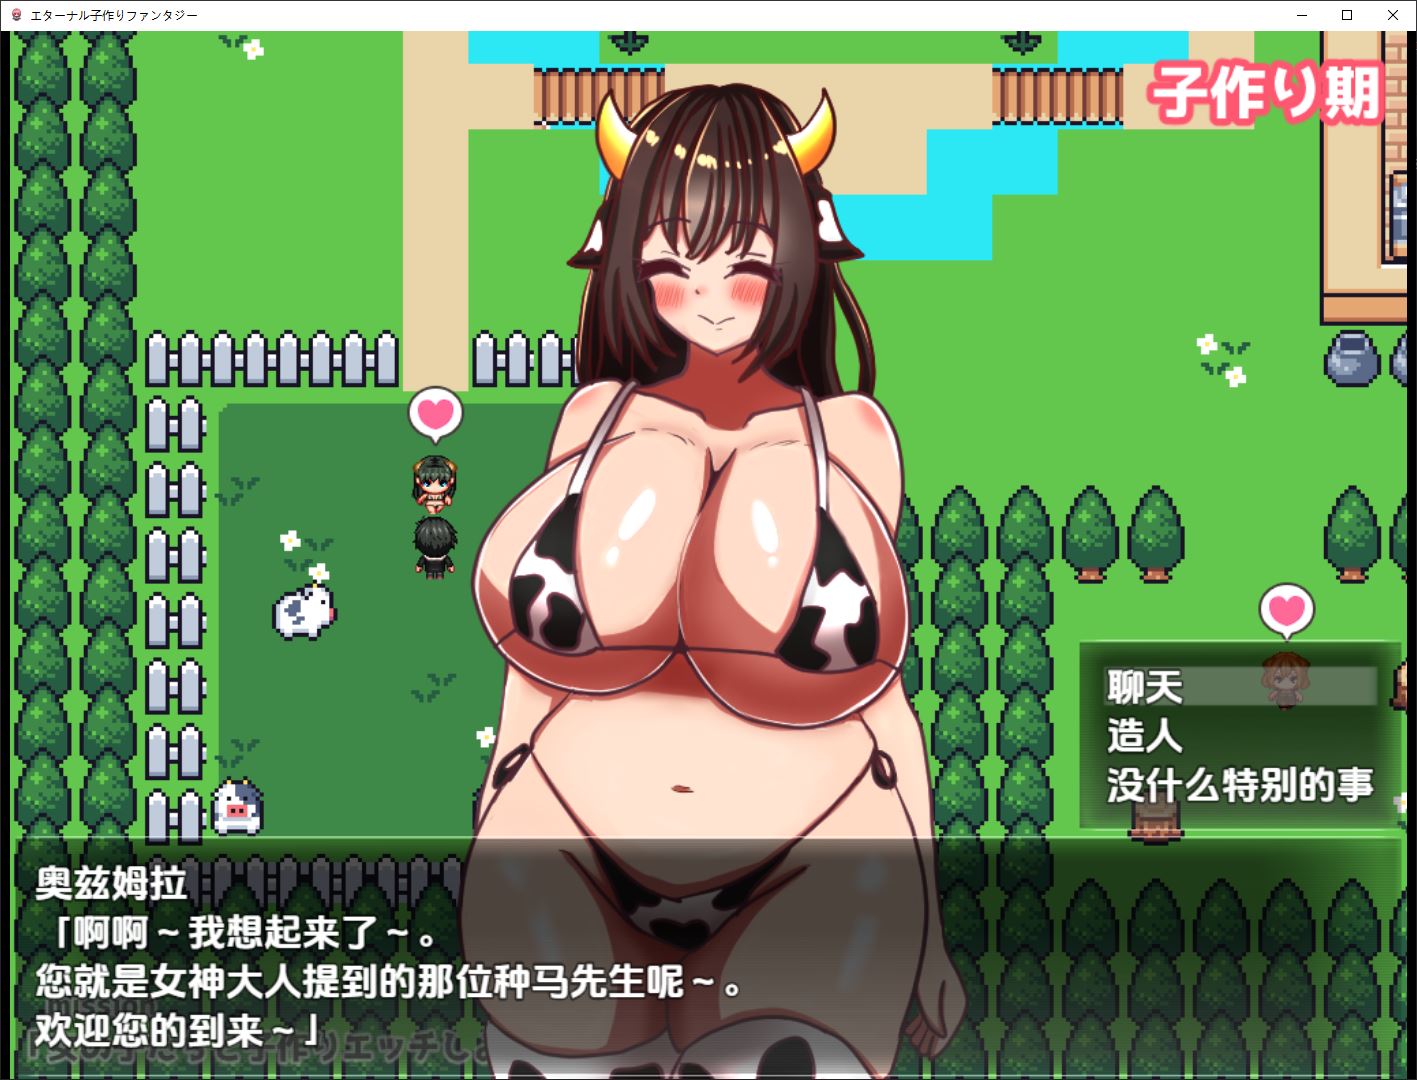 エターナル子作りファンタジー
子作り期
聊天
造人
没什么特别的事
奥兹姆拉
「啊啊～我想起来了～。
您就是女神大人提到的那位种马先生呢～。
欢迎您的到来～」
mission